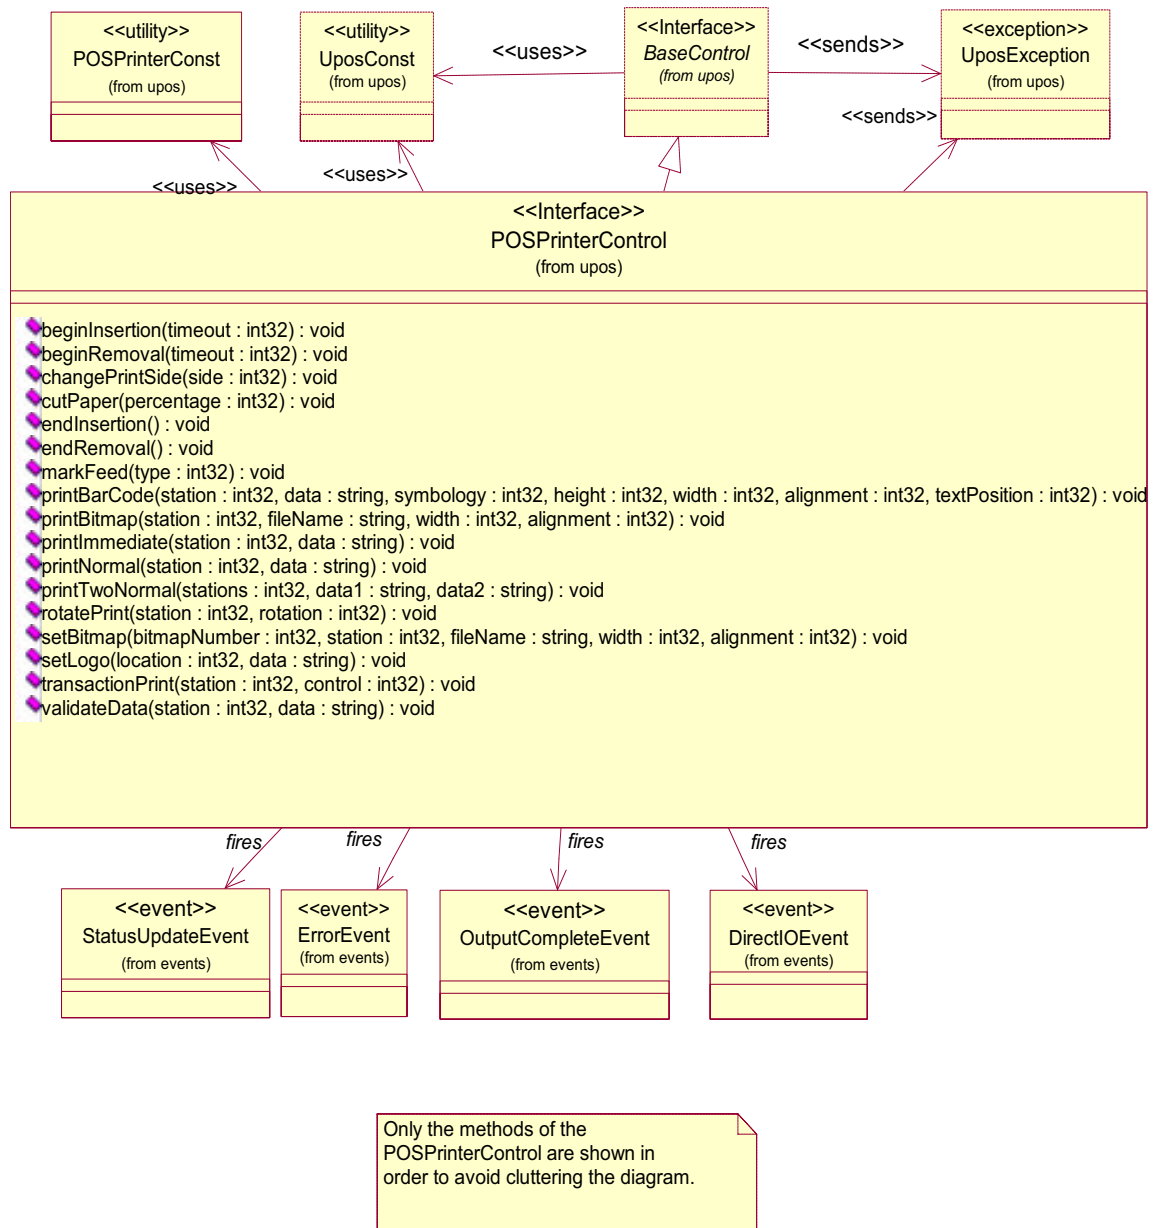 <<utility>>
POSPrinterConst
(from upos)
<<utility>>
UposConst
(from upos)
<<uses>>
<<Interface>>
BaseControl
(from upos)
<<sends>>
<<exception>>
UposException
(from upos)
<<sends>>
<<uses>>
<<uses>>
<<Interface>>
POSPrinterControl
(from upos)
beginInsertion(timeout : int32) : void
beginRemoval(timeout : int32) : void
changePrintSide(side : int32) : void
cutPaper(percentage : int32) : void
endInsertion() : void
endRemoval() : void
markFeed(type : int32) : void
printBarCode(station : int32, data : string, symbology : int32, height : int32, width : int32, alignment : int32, textPosition : int32) : void
printBitmap(station : int32, fileName : string, width : int32, alignment : int32) : void
printImmediate(station : int32, data : string) : void
printNormal(station : int32, data : string) : void
printTwoNormal(stations : int32, data1 : string, data2 : string) : void
rotatePrint(station : int32, rotation : int32) : void
setBitmap(bitmapNumber : int32, station : int32, fileName : string, width : int32, alignment : int32) : void
setLogo(location : int32, data : string) : void
transactionPrint(station : int32, control : int32) : void
validateData(station : int32, data : string) : void
fires
fires
fires
fires
<<event>>
StatusUpdateEvent
(from events)
<<event>>
ErrorEvent
(from events)
<<event>>
OutputCompleteEvent
(from events)
<<event>>
DirectIOEvent
(from events)
Only the methods of the
POSPrinterControl are shown in
order to avoid cluttering the diagram.